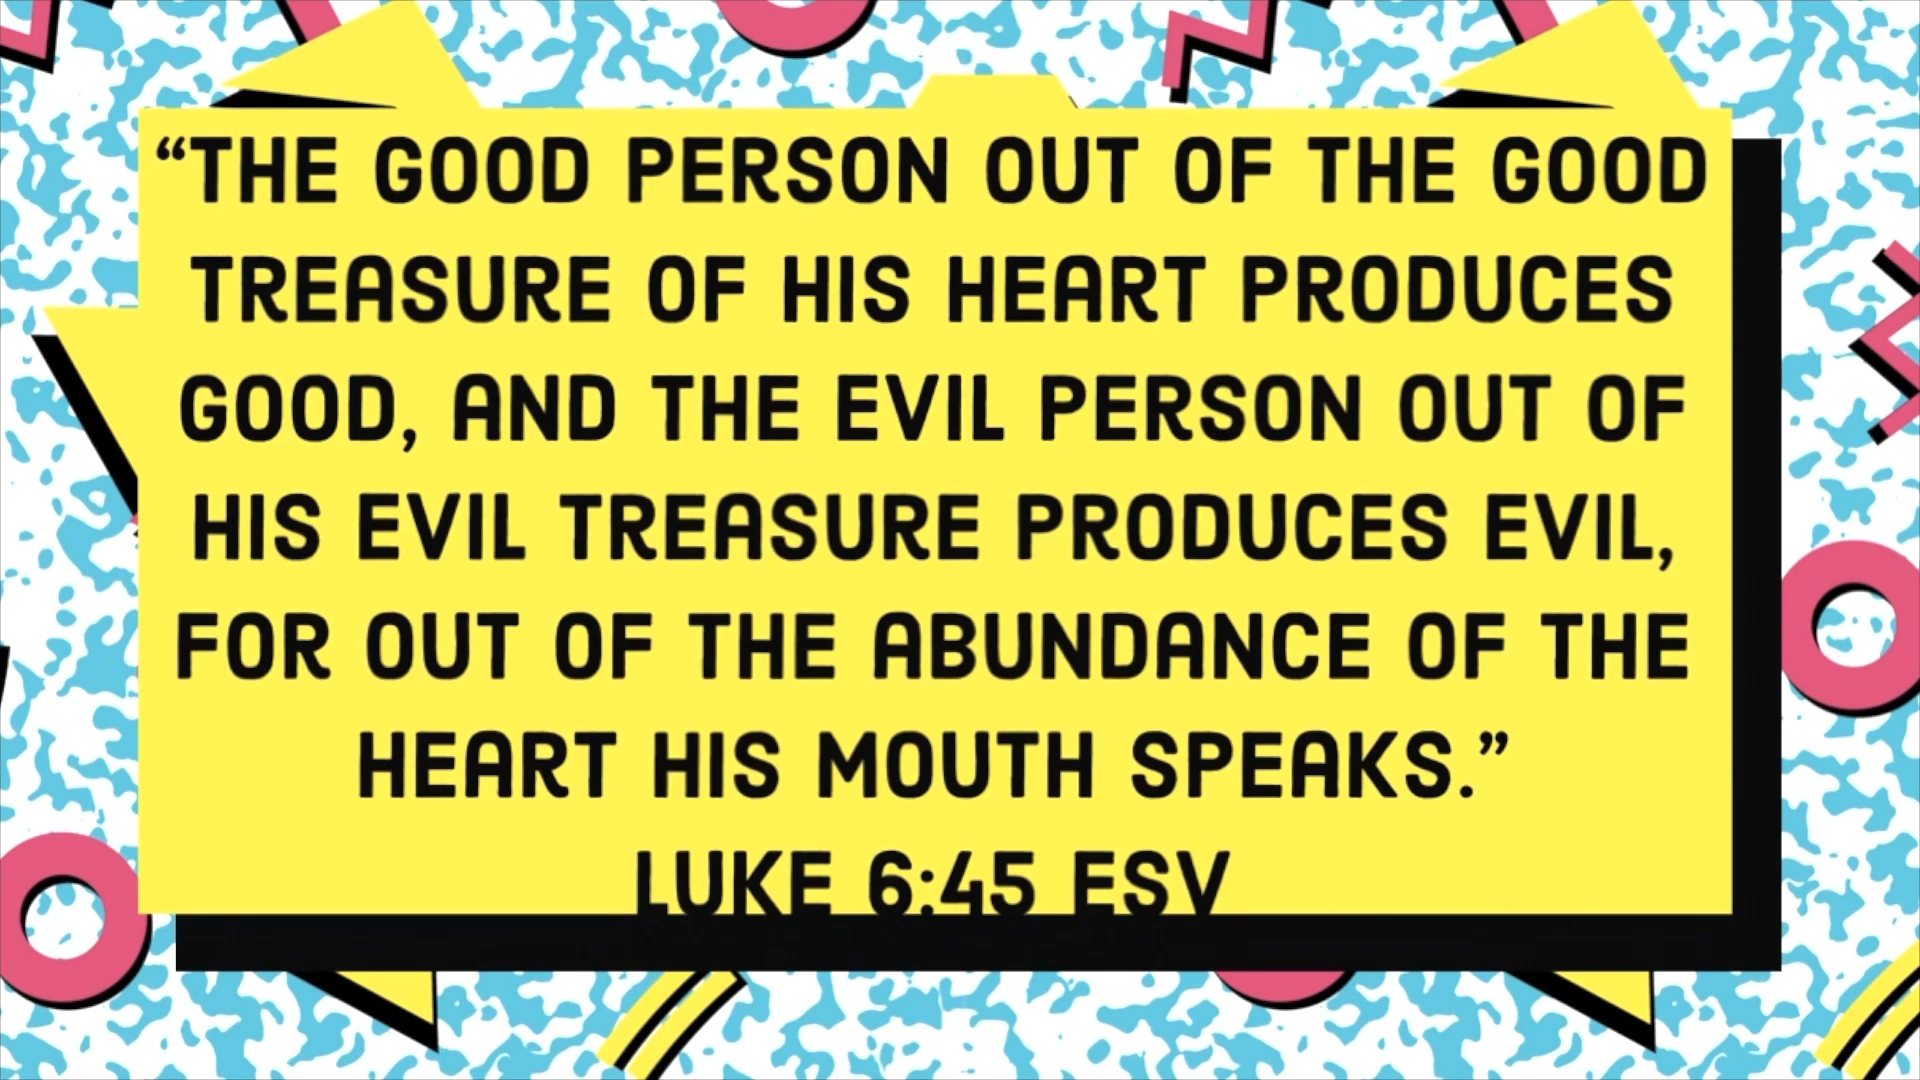 “THE GOOD PERSON OUT OF THE GOOD
TREASURE OF HIS HEART PRODUCES
GOOD, AND THE EVIL PERSON OUT OF
HIS EVIL TREASURE PRODUCES EVIL,
FOR OUT OF THE ABUNDANCE OF THE
HEART HIS MOUTH SPEAKS.”
LUKE 6:45 ESV